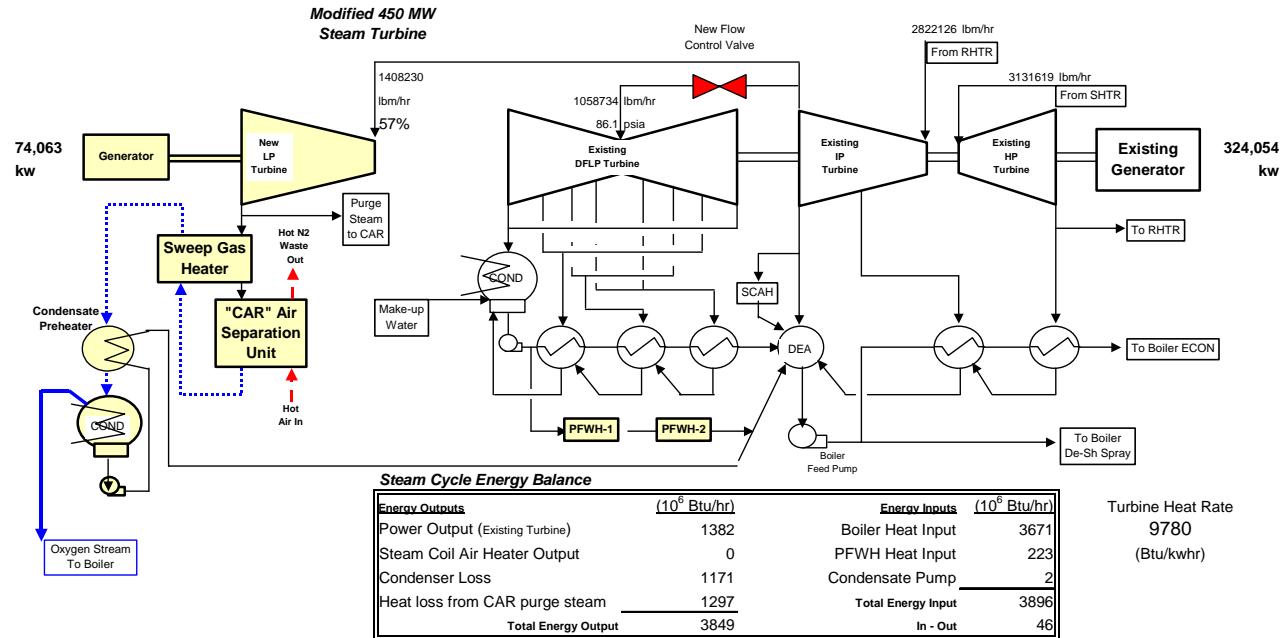 Modified 450 MW
Steam Turbine
New Flow
Control Valve
2822126 lbm/hr
From RHTR
3131619 lbm/hr
From SHTR
1408230
lbm/hr
57%
1058734 lbm/hr
86.1 psia
74,063
kw
Generator
New
LP
Turbine
Existing
DFLP Turbine
Existing
IP
Turbine
Existing
HP
Turbine
Existing
Generator
324,054
kw
Purge
Steam
to CAR
To RHTR
Sweep Gas
Heater
Hot N2
Waste
Out
COND
SCAH
Make-up
Water
Condensate
Preheater
"CAR" Air
Separation
Unit
DEA
To Boiler ECON
Hot
Air In
COND
PFWH-1
PFWH-2
Boiler
Feed Pump
To Boiler
De-Sh Spray
Oxygen Stream
To Boiler
Steam Cycle Energy Balance
Energy Outputs (10⁶ Btu/hr) Energy Inputs (10⁶ Btu/hr)
Power Output (Existing Turbine) 1382 Boiler Heat Input 3671
Steam Coil Air Heater Output 0 PFWH Heat Input 223
Condenser Loss 1171 Condensate Pump 2
Heat loss from CAR purge steam 1297 Total Energy Input 3896
Total Energy Output 3849 In - Out 46
Turbine Heat Rate
9780
(Btu/kwhr)